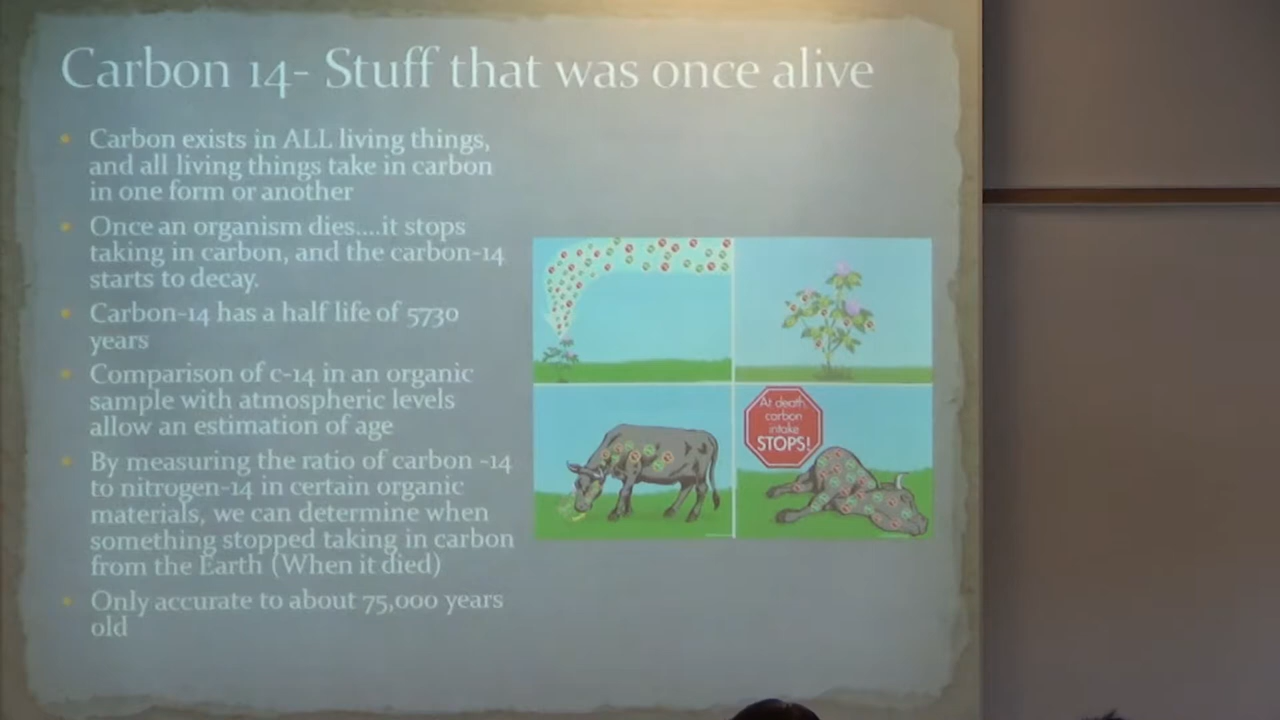 Carbon 14- Stuff that was once alive
Carbon exists in ALL living things,
and all living things take in carbon
in one form or another
Once an organism dies....it stops
taking in carbon, and the carbon-14
starts to decay.
Carbon-14 has a half life of 5730
years
Comparison of c-14 in an organic
sample with atmospheric levels
allow an estimation of age
By measuring the ratio of carbon -14
to nitrogen-14 in certain organic
materials, we can determine when
something stopped taking in carbon
from the Earth (When it died)
Only accurate to about 75,000 years
old
At death,
carbon
intake
STOPS!